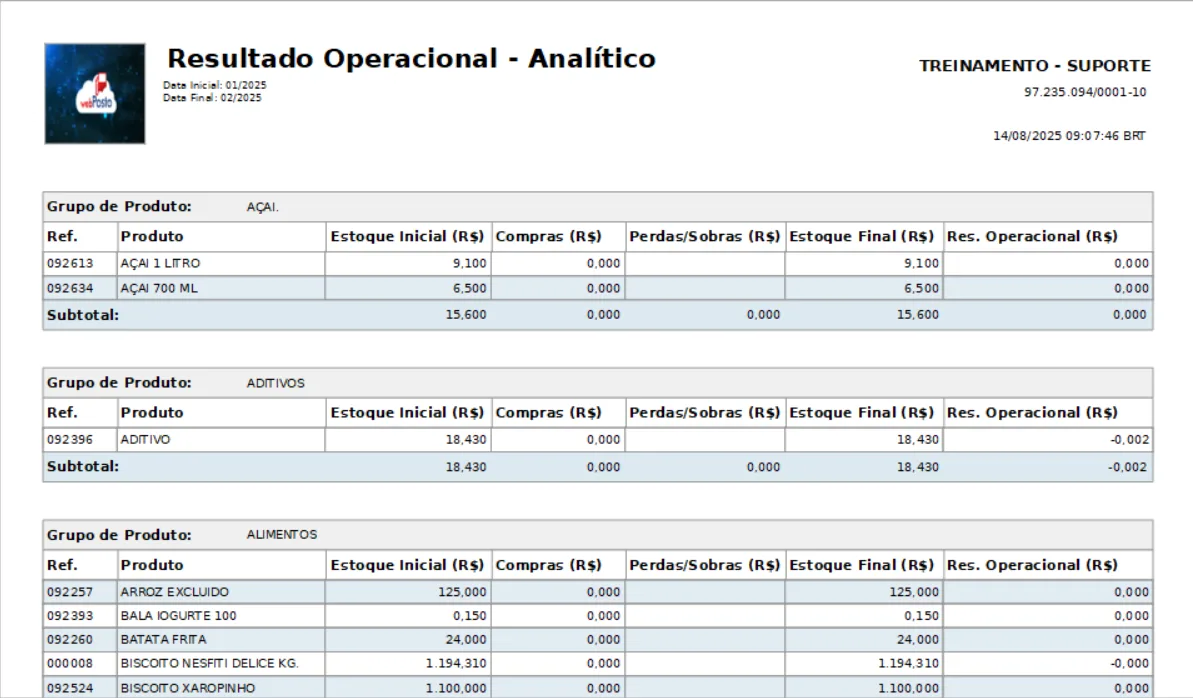 webPosto
Resultado Operacional - Analítico
Data Inicial: 01/2025
Data Final: 02/2025
TREINAMENTO - SUPORTE
97.235.094/0001-10
14/08/2025 09:07:46 BRT
Grupo de Produto: AÇAI.
Ref. Produto Estoque Inicial (R$) Compras (R$) Perdas/Sobras (R$) Estoque Final (R$) Res. Operacional (R$)
092613 AÇAI 1 LITRO 9,100 0,000 9,100 0,000
092634 AÇAI 700 ML 6,500 0,000 6,500 0,000
Subtotal: 15,600 0,000 0,000 15,600 0,000
Grupo de Produto: ADITIVOS
Ref. Produto Estoque Inicial (R$) Compras (R$) Perdas/Sobras (R$) Estoque Final (R$) Res. Operacional (R$)
092396 ADITIVO 18,430 0,000 18,430 -0,002
Subtotal: 18,430 0,000 0,000 18,430 -0,002
Grupo de Produto: ALIMENTOS
Ref. Produto Estoque Inicial (R$) Compras (R$) Perdas/Sobras (R$) Estoque Final (R$) Res. Operacional (R$)
092257 ARROZ EXCLUIDO 125,000 0,000 125,000 0,000
092393 BALA IOGURTE 100 0,150 0,000 0,150 0,000
092260 BATATA FRITA 24,000 0,000 24,000 0,000
000008 BISCOITO NESFITI DELICE KG. 1.194,310 0,000 1.194,310 -0,000
092524 BISCOITO XAROPINHO 1.100,000 0,000 1.100,000 0,000